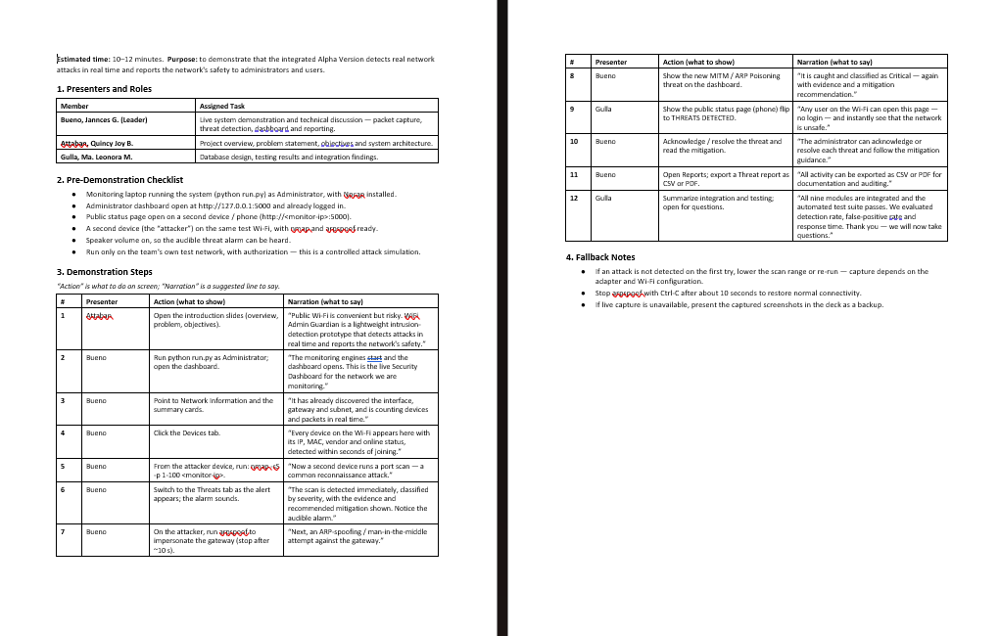 Estimated time: 10–12 minutes. Purpose: to demonstrate that the integrated Alpha Version detects real network
attacks in real time and reports the network's safety to administrators and users.
1. Presenters and Roles
Member Assigned Task
Bueno, Jannces G. (Leader) Live system demonstration and technical discussion — packet capture,
threat detection, dashboard and reporting.
Attaban, Quincy Joy B. Project overview, problem statement, objectives and system architecture.
Gulla, Ma. Leonora M. Database design, testing results and integration findings.
2. Pre-Demonstration Checklist
● Monitoring laptop running the system (python run.py) as Administrator, with Npcap installed.
● Administrator dashboard open at http://127.0.0.1:5000 and already logged in.
● Public status page open on a second device / phone (http://<monitor-ip>:5000).
● A second device (the “attacker”) on the same test Wi-Fi, with nmap and arpspoof ready.
● Speaker volume on, so the audible threat alarm can be heard.
● Run only on the team's own test network, with authorization — this is a controlled attack simulation.
3. Demonstration Steps
“Action” is what to do on screen; “Narration” is a suggested line to say.
# Presenter Action (what to show) Narration (what to say)
1 Attaban Open the introduction slides (overview,
problem, objectives).
“Public Wi-Fi is convenient but risky. WiFi
Admin Guardian is a lightweight intrusion-
detection prototype that detects attacks in
real time and reports the network's safety.”
2 Bueno Run python run.py as Administrator;
open the dashboard.
“The monitoring engines start and the
dashboard opens. This is the live Security
Dashboard for the network we are
monitoring.”
3 Bueno Point to Network Information and the
summary cards.
“It has already discovered the interface,
gateway and subnet, and is counting devices
and packets in real time.”
4 Bueno Click the Devices tab.
“Every device on the Wi-Fi appears here with
its IP, MAC, vendor and online status,
detected within seconds of joining.”
5 Bueno From the attacker device, run: nmap -sS
-p 1-100 <monitor-ip>.
“Now a second device runs a port scan — a
common reconnaissance attack.”
6 Bueno Switch to the Threats tab as the alert
appears; the alarm sounds.
“The scan is detected immediately, classified
by severity, with the evidence and
recommended mitigation shown. Notice the
audible alarm.”
7 Bueno On the attacker, run arpspoof to
impersonate the gateway (stop after
~10 s).
“Next, an ARP-spoofing / man-in-the-middle
attempt against the gateway.”
# Presenter Action (what to show) Narration (what to say)
8 Bueno Show the new MITM / ARP Poisoning
threat on the dashboard.
“It is caught and classified as Critical — again
with evidence and a mitigation
recommendation.”
9 Gulla Show the public status page (phone) flip
to THREATS DETECTED.
“Any user on the Wi-Fi can open this page —
no login — and instantly see that the network
is unsafe.”
10 Bueno Acknowledge / resolve the threat and
read the mitigation.
“The administrator can acknowledge or
resolve each threat and follow the mitigation
guidance.”
11 Bueno Open Reports; export a Threat report as
CSV or PDF.
“All activity can be exported as CSV or PDF for
documentation and auditing.”
12 Gulla Summarize integration and testing;
open for questions.
“All nine modules are integrated and the
automated test suite passes. We evaluated
detection rate, false-positive rate and
response time. Thank you — we will now take
questions.”
4. Fallback Notes
● If an attack is not detected on the first try, lower the scan range or re-run — capture depends on the
adapter and Wi-Fi configuration.
● Stop arpspoof with Ctrl-C after about 10 seconds to restore normal connectivity.
● If live capture is unavailable, present the captured screenshots in the deck as a backup.